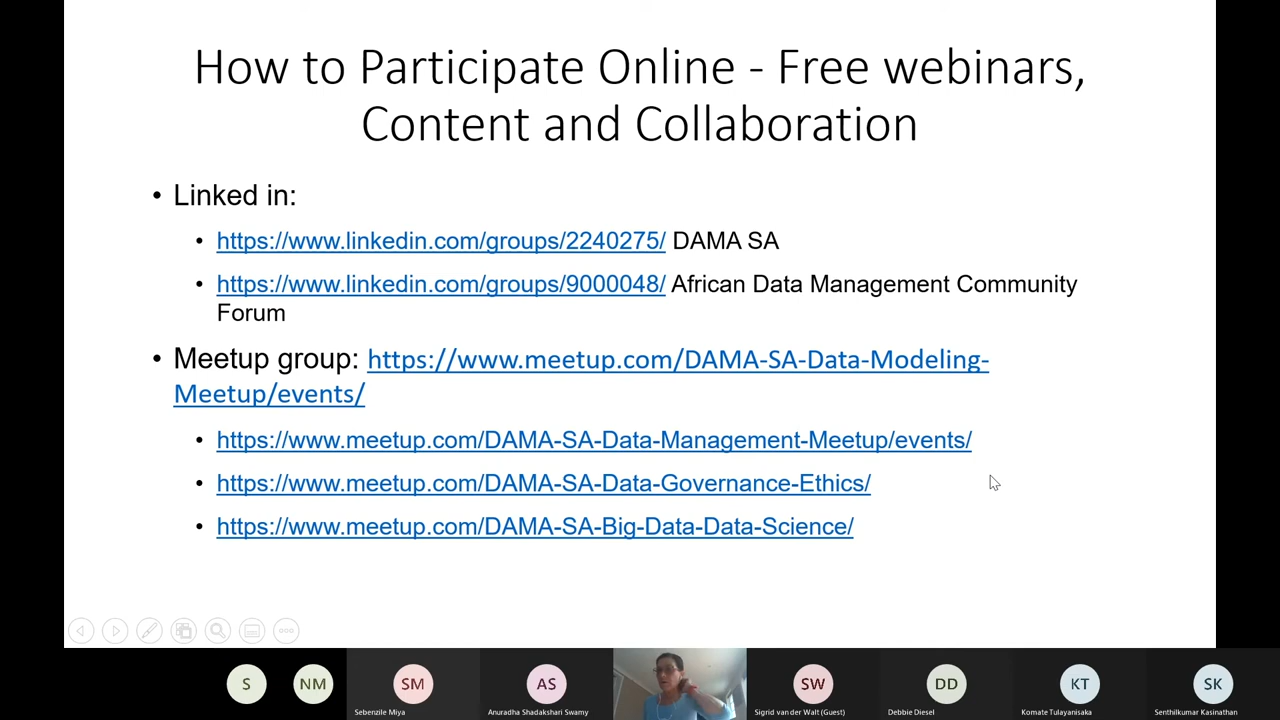 How to Participate Online - Free webinars,
Content and Collaboration
• Linked in:
• https://www.linkedin.com/groups/2240275/ DAMA SA
• https://www.linkedin.com/groups/9000048/ African Data Management Community
Forum
• Meetup group: https://www.meetup.com/DAMA-SA-Data-Modeling-
Meetup/events/
• https://www.meetup.com/DAMA-SA-Data-Management-Meetup/events/
• https://www.meetup.com/DAMA-SA-Data-Governance-Ethics/
• https://www.meetup.com/DAMA-SA-Big-Data-Data-Science/
S NM SM AS SW DD KT SK
Sebenzile Miya Anuradha Shadakshari Swamy Sigrid van der Walt (Guest) Debbie Diesel Komate Tulayanisaka Senthilkumar Kasinathan